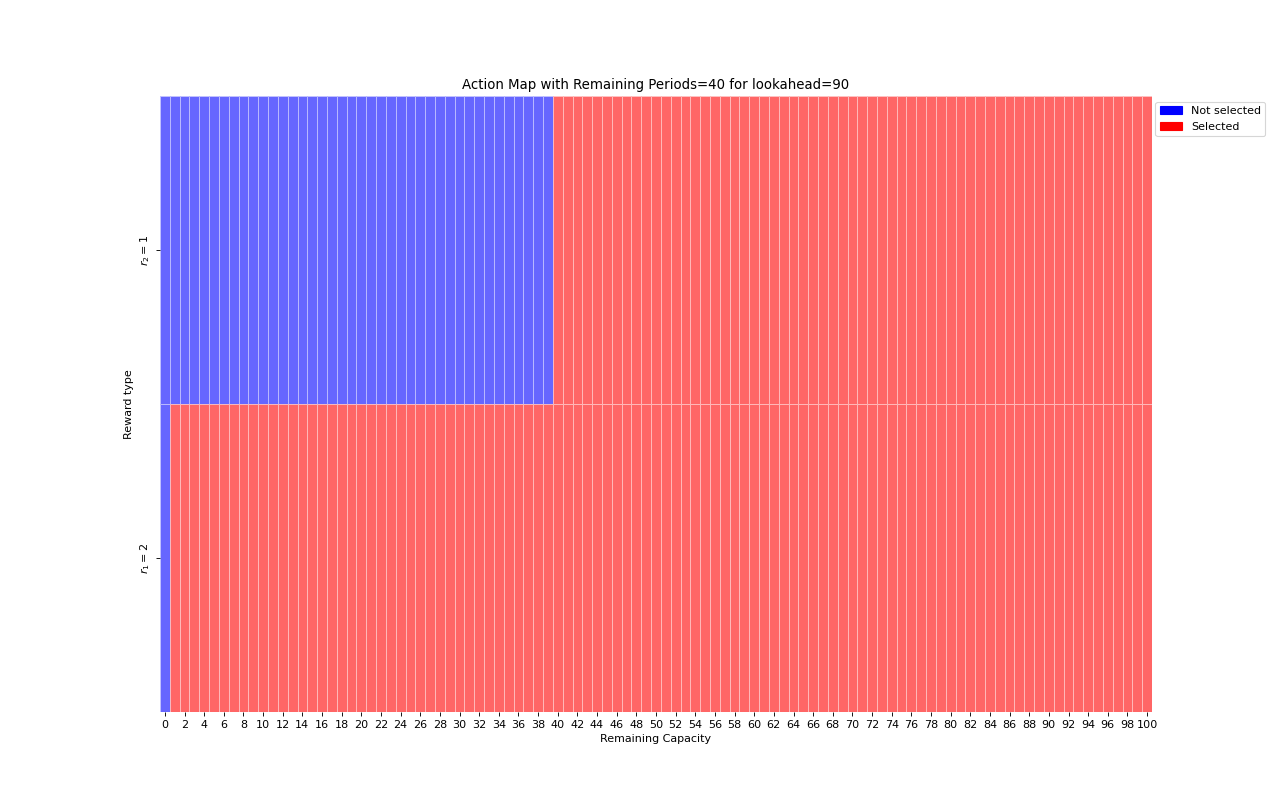 Action Map with Remaining Periods=40 for lookahead=90
Not selected
Selected
Reward type
r₂ = 1
r₁ = 2
0 2 4 6 8 10 12 14 16 18 20 22 24 26 28 30 32 34 36 38 40 42 44 46 48 50 52 54 56 58 60 62 64 66 68 70 72 74 76 78 80 82 84 86 88 90 92 94 96 98 100
Remaining Capacity